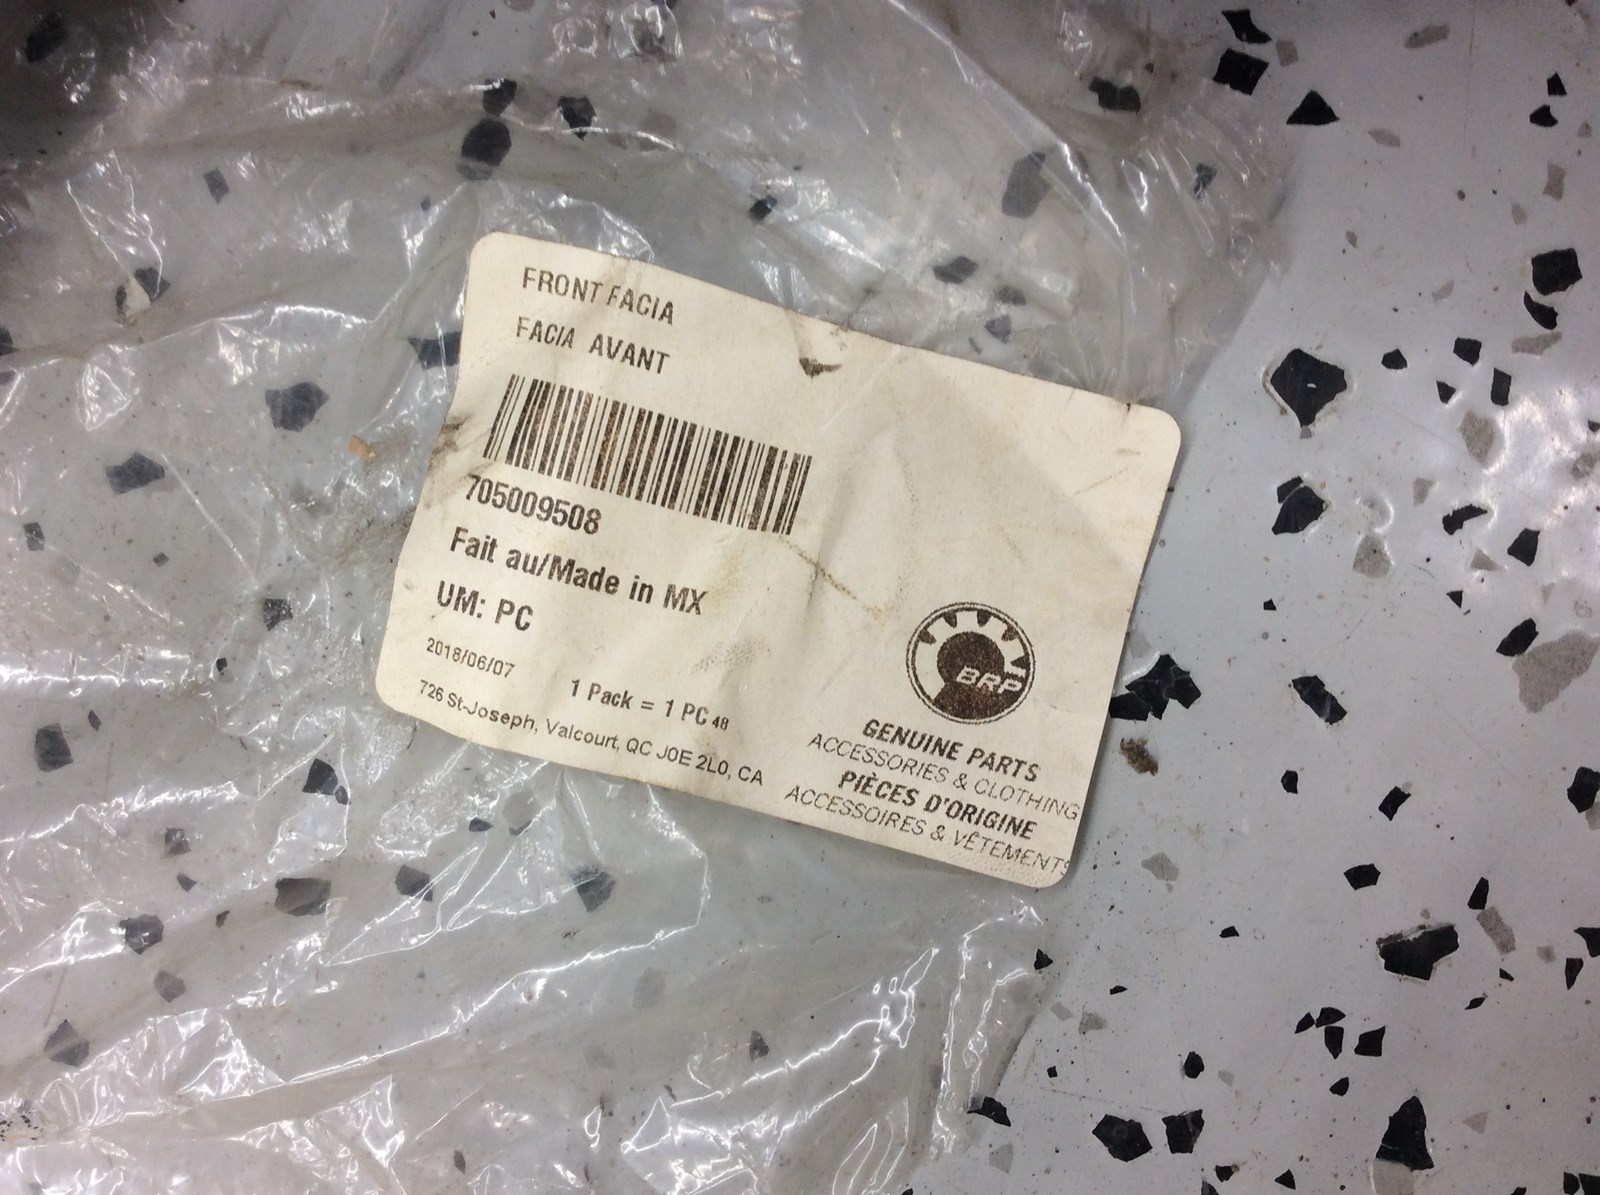 FRONT FACIA
FACIA AVANT
705009508
Fait au/Made in MX
UM: PC
2018/06/07
1 Pack = 1 PC 48
726 St-Joseph, Valcourt, QC J0E 2L0, CA
BRP
GENUINE PARTS
ACCESSORIES & CLOTHING
PIÈCES D'ORIGINE
ACCESSOIRES & VÊTEMENTS